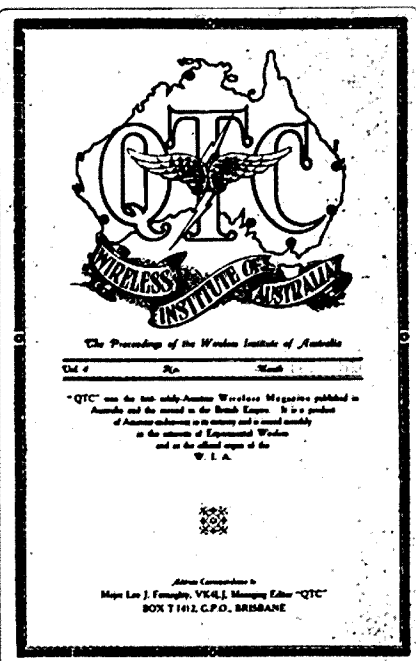 QTC
WIRELESS
INSTITUTE OF
AUSTRALIA
The Proceedings of the Wireless Institute of Australia
Vol. 4 No. Month
"QTC" was the first solely-Amateur Wireless Magazine published in
Australia and the second in the British Empire. It is a product
of Amateur endeavour in its entirety and is issued monthly
in the interests of Experimental Wireless
and as the official organ of the
W. I. A.
Address Correspondence to
Major Leo J. Feenaghty, VK4LJ, Managing Editor "QTC"
BOX T 1412, G.P.O., BRISBANE